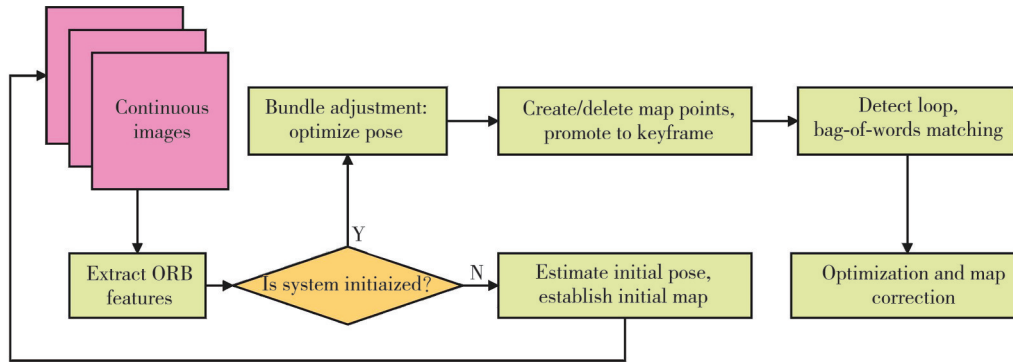 Continuous
images
Bundle adjustment:
optimize pose
Create/delete map points,
promote to keyframe
Detect loop,
bag-of-words matching
Y
Extract ORB
features
Is system initiaized?
N
Estimate initial pose,
establish initial map
Optimization and map
correction